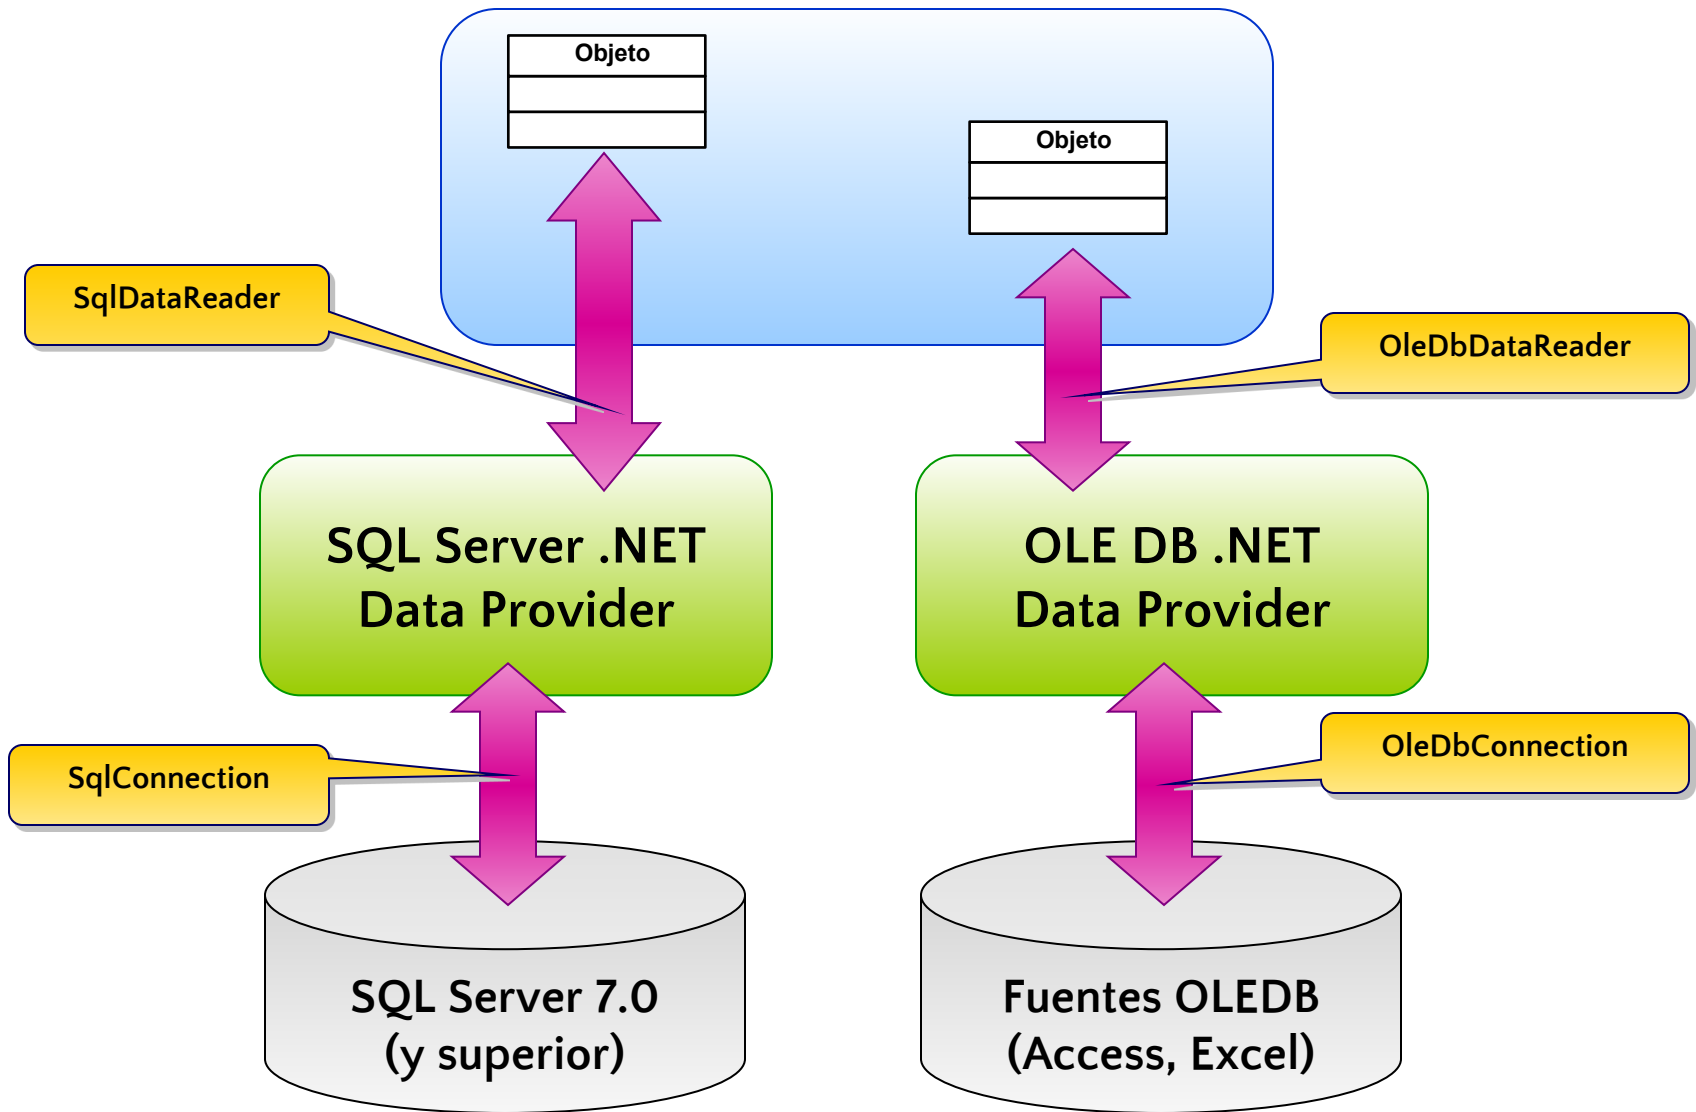 Objeto
Objeto
SqlDataReader
OleDbDataReader
SQL Server .NET
Data Provider
OLE DB .NET
Data Provider
SqlConnection
OleDbConnection
SQL Server 7.0
(y superior)
Fuentes OLEDB
(Access, Excel)